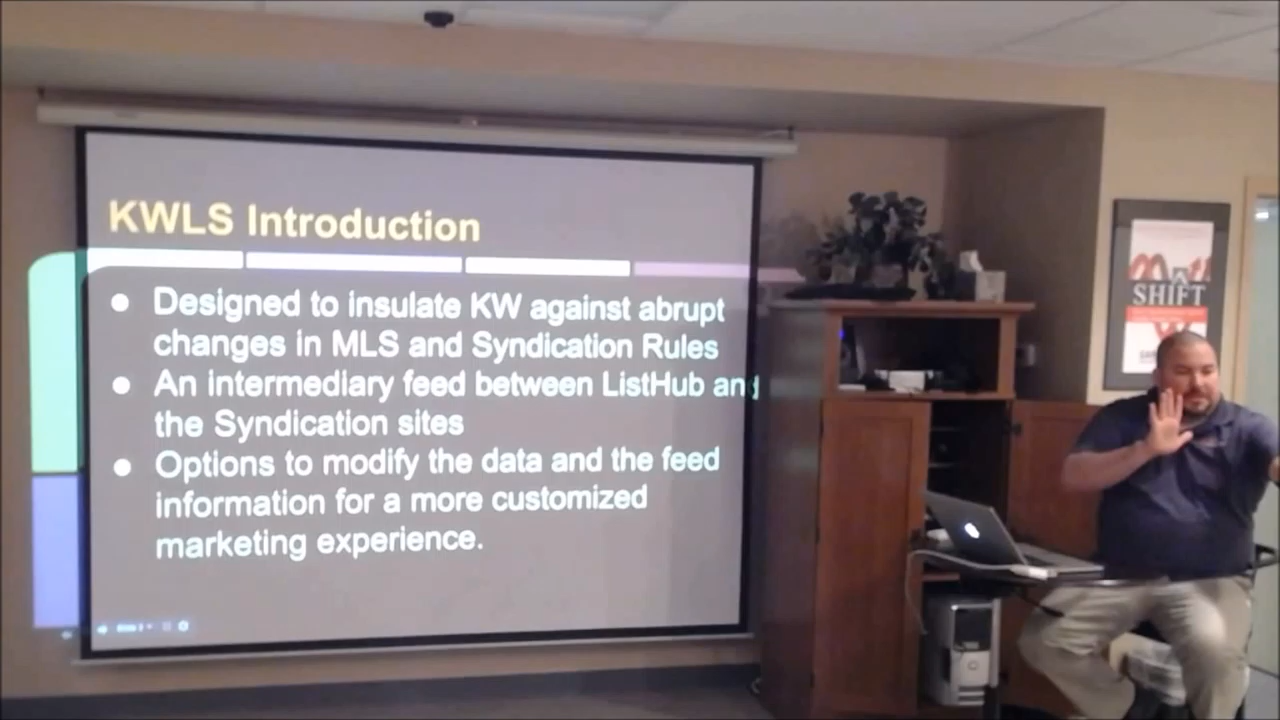 KWLS Introduction
Designed to insulate KW against abrupt
changes in MLS and Syndication Rules
An intermediary feed between ListHub and
the Syndication sites
Options to modify the data and the feed
information for a more customized
marketing experience.
SHIFT